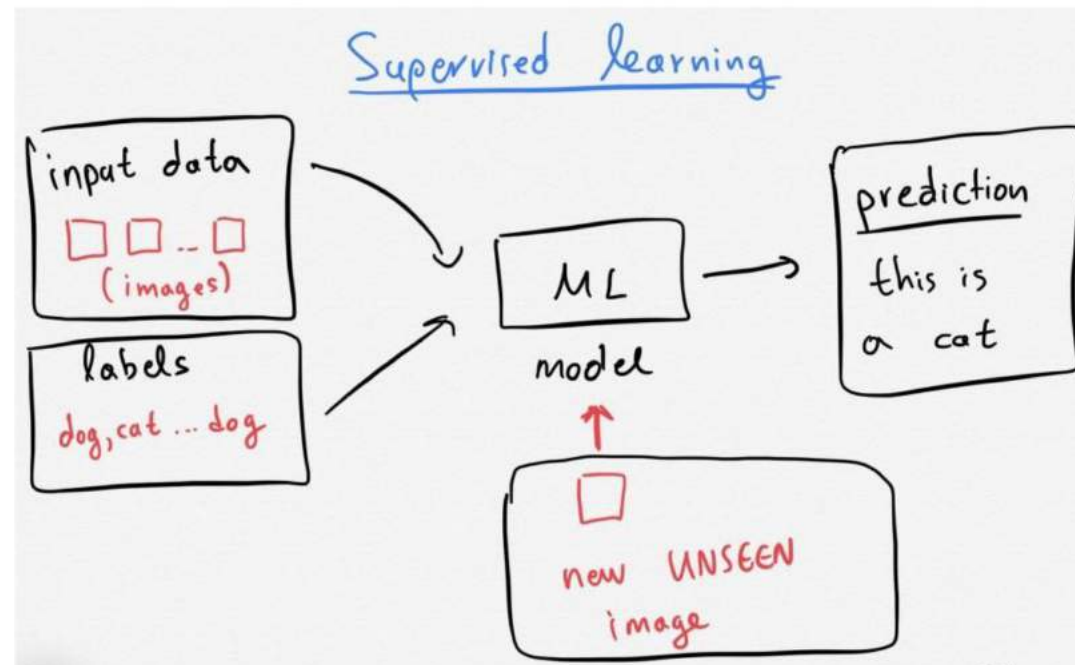 Supervised learning
input data
(images)
labels
dog, cat ... dog
ML
model
new UNSEEN
image
prediction
this is
a cat